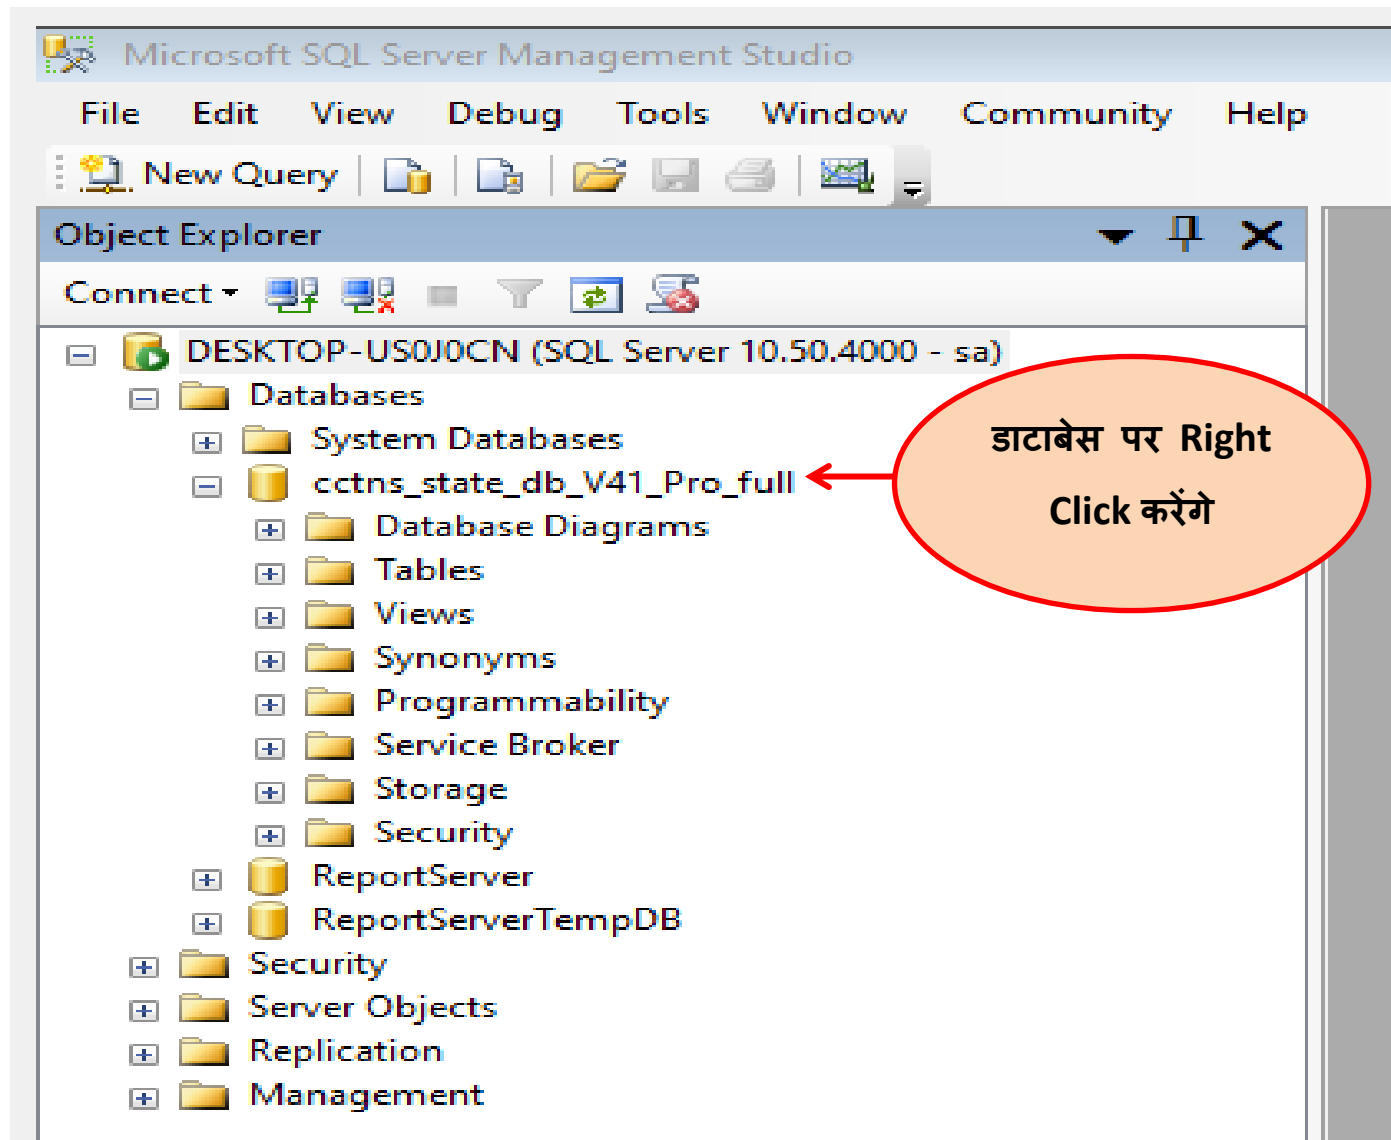 Microsoft SQL Server Management Studio
File Edit View Debug Tools Window Community Help
New Query
Object Explorer
Connect
DESKTOP-US0J0CN (SQL Server 10.50.4000 - sa)
Databases
System Databases
cctns_state_db_V41_Pro_full
डाटाबेस पर Right
Click करेंगे
Database Diagrams
Tables
Views
Synonyms
Programmability
Service Broker
Storage
Security
ReportServer
ReportServerTempDB
Security
Server Objects
Replication
Management